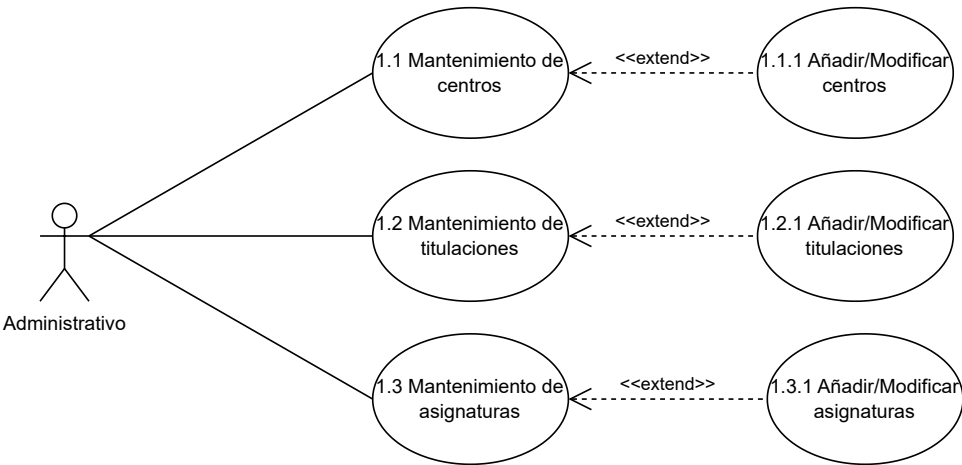 1.1 Mantenimiento de
centros
<<extend>>
1.1.1 Añadir/Modificar
centros
1.2 Mantenimiento de
titulaciones
<<extend>>
1.2.1 Añadir/Modificar
titulaciones
Administrativo
1.3 Mantenimiento de
asignaturas
<<extend>>
1.3.1 Añadir/Modificar
asignaturas